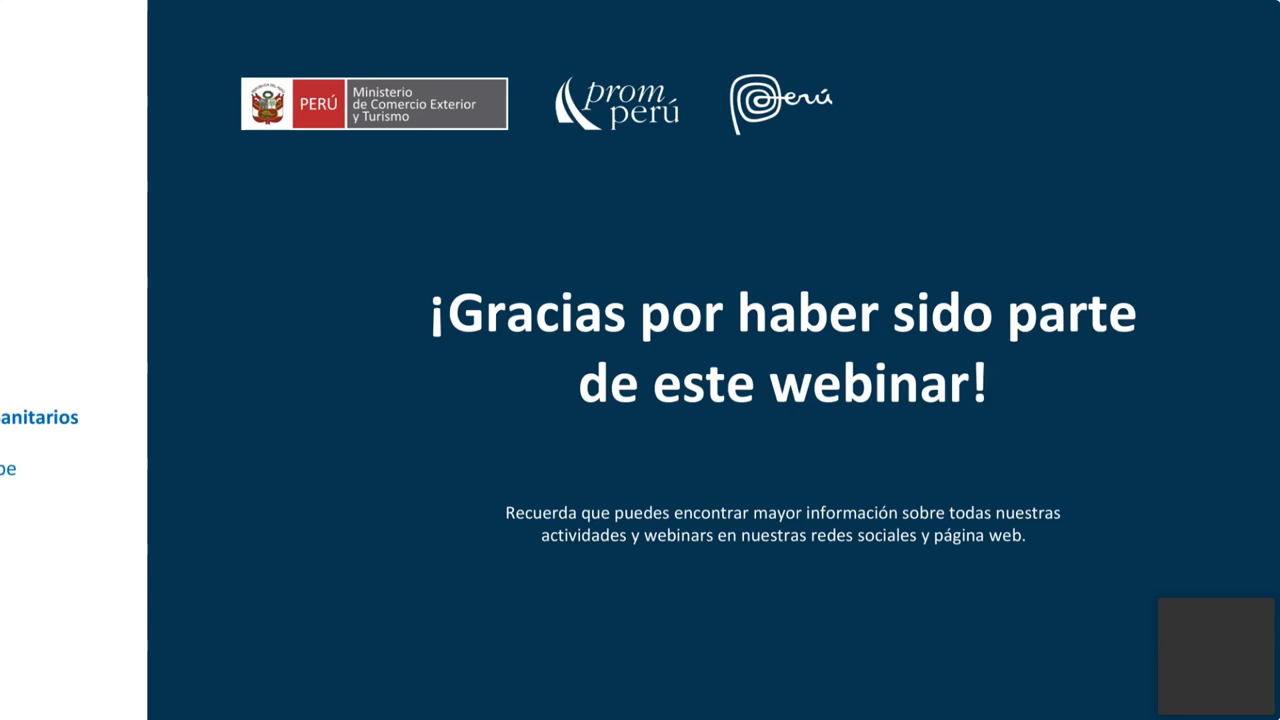 PERÚ
Ministerio
de Comercio Exterior
y Turismo
prom
perú
Perú
¡Gracias por haber sido parte
de este webinar!
anitarios
pe
Recuerda que puedes encontrar mayor información sobre todas nuestras
actividades y webinars en nuestras redes sociales y página web.